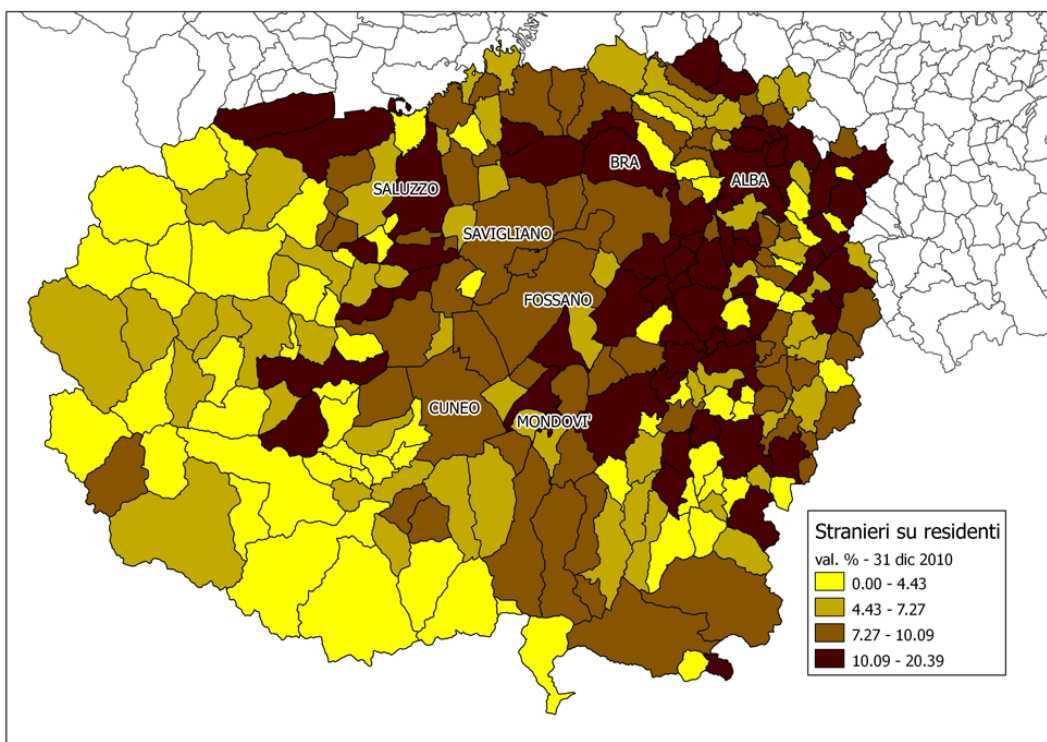 BRA
ALBA
SALUZZO
SAVIGLIANO
FOSSANO
CUNEO
MONDOVI'
Stranieri su residenti
val. % - 31 dic 2010
0.00 - 4.43
4.43 - 7.27
7.27 - 10.09
10.09 - 20.39